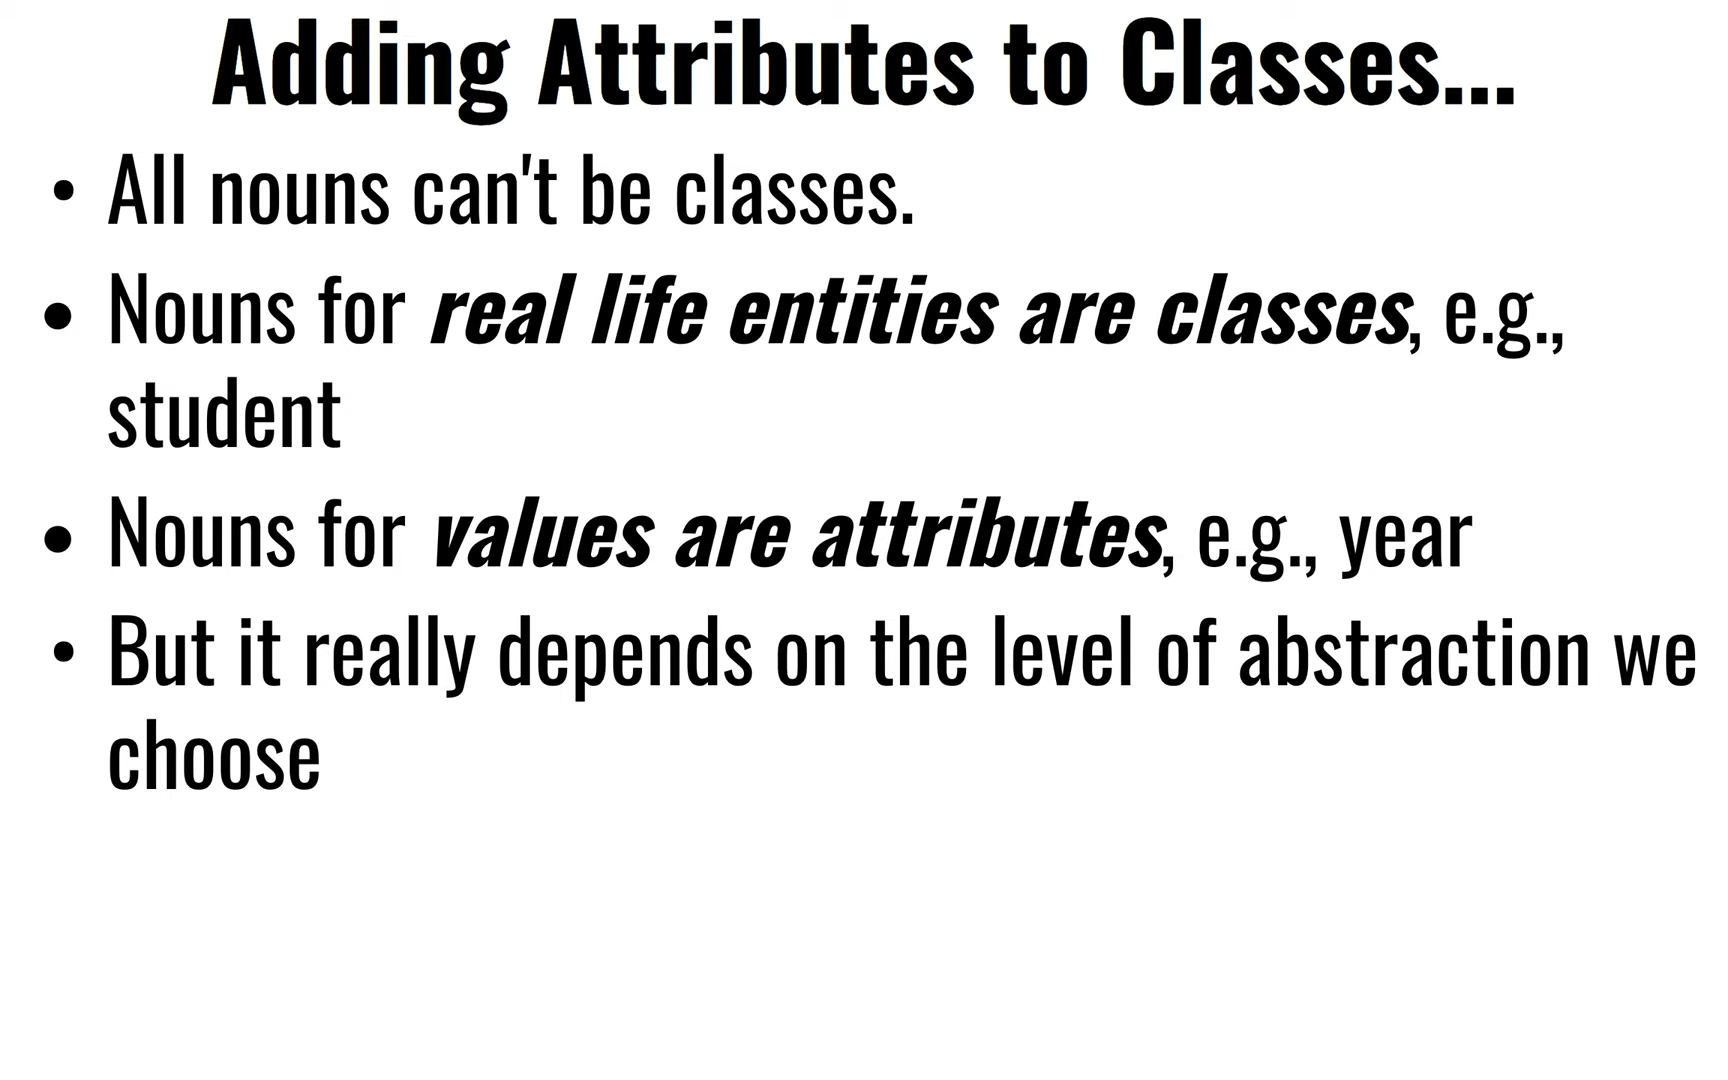 Adding Attributes to Classes...
• All nouns can't be classes.
• Nouns for real life entities are classes, e.g.,
student
• Nouns for values are attributes, e.g., year
• But it really depends on the level of abstraction we
choose